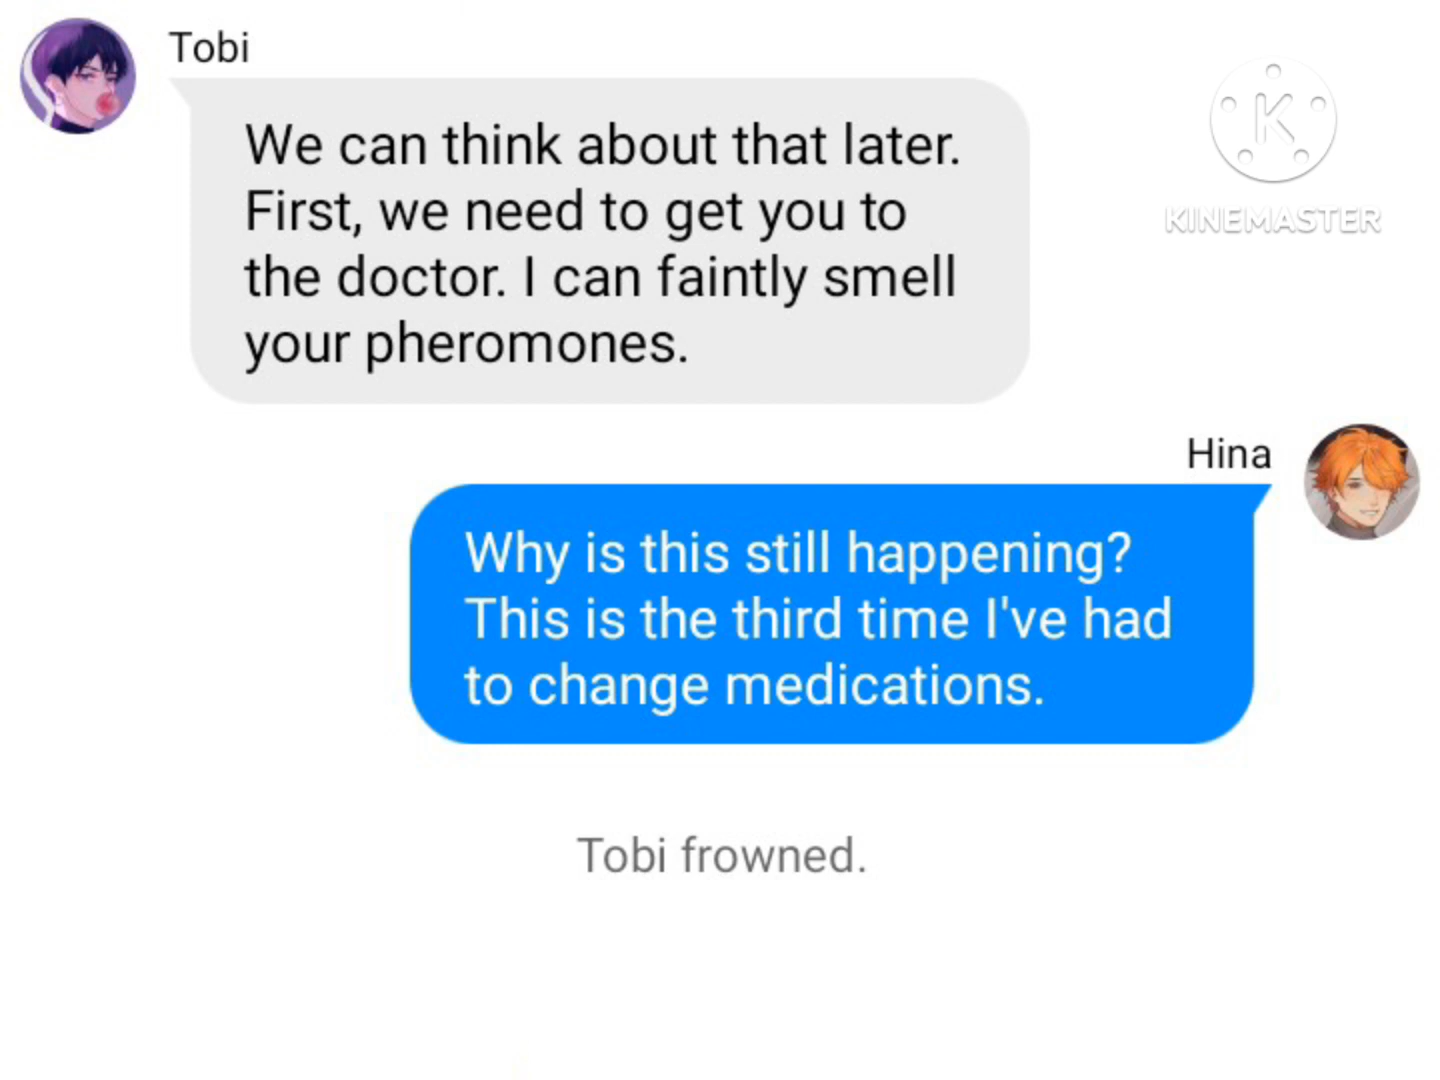 Tobi
We can think about that later.
First, we need to get you to
the doctor. I can faintly smell
your pheromones.
K
KINEMASTER
Hina
Why is this still happening?
This is the third time I've had
to change medications.
Tobi frowned.